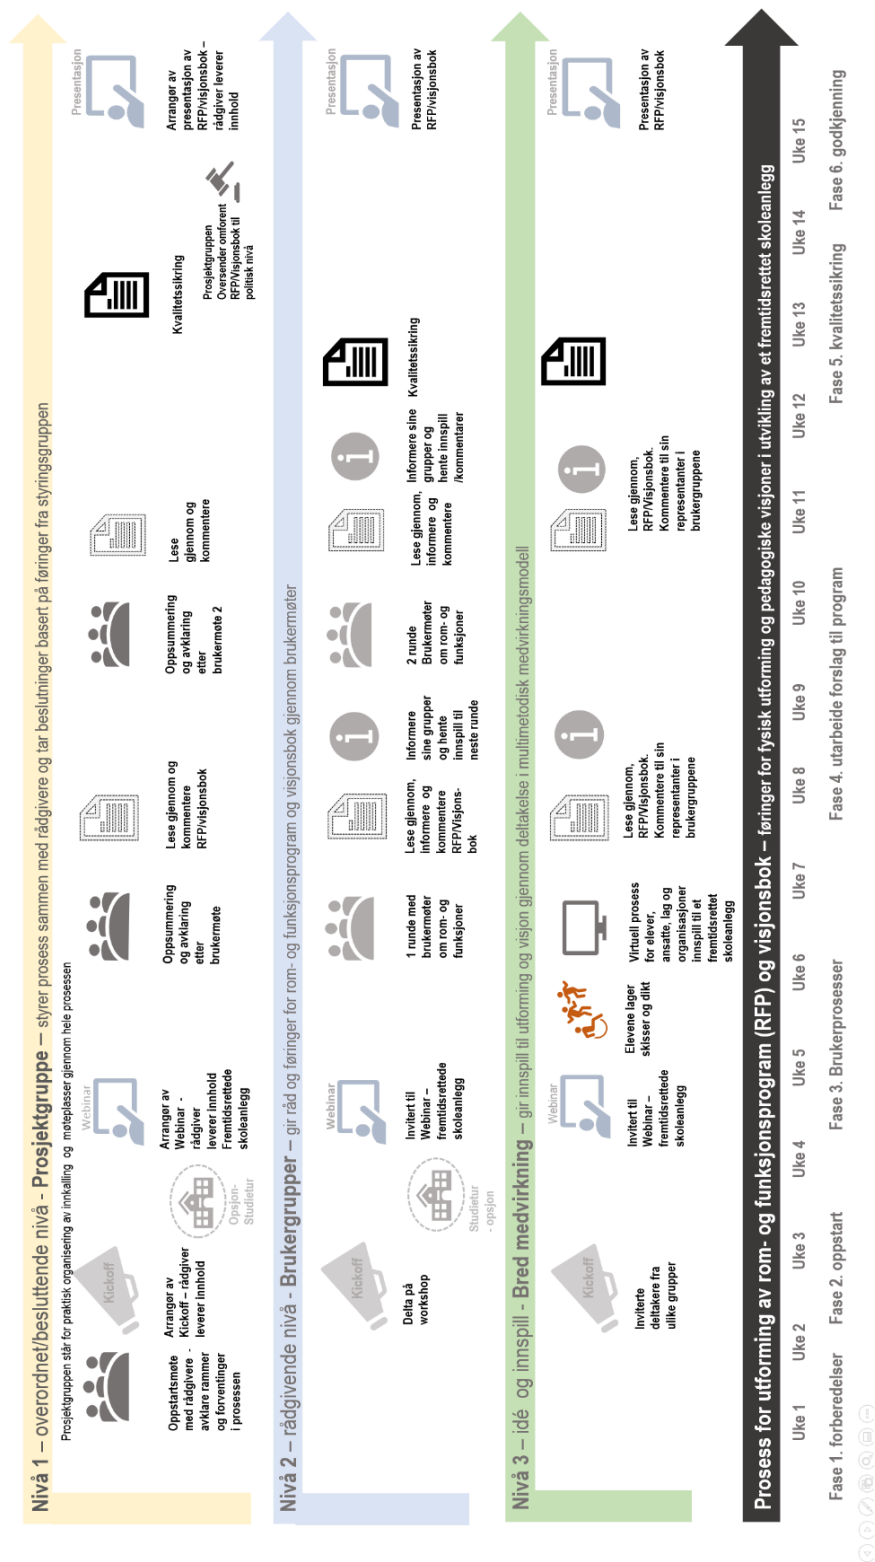 Nivå 1 – overordnet/besluttende nivå - Prosjektgruppe – styrer prosess sammen med rådgivere og tar beslutninger basert på føringer fra styringsgruppen
Prosjektgruppen står for praktisk organisering av innkalling og møteplasser gjennom hele prosessen
Oppstartsmøte
med rådgivere -
avklare rammer
og forventinger
i prosessen
Kickoff
Arrangør av
Kickoff – rådgiver
leverer innhold
Opsjon-
Studietur
Webinar
Arrangør av
Webinar -
rådgiver
leverer innhold
Fremtidsrettede
skoleanlegg
Oppsummering
og avklaring
etter
brukermøte
Lese gjennom og
kommentere
RFP/visjonsbok
Oppsummering
og avklaring
etter
brukermøte 2
Lese
gjennom og
kommentere
Kvalitetssikring
Prosjektgruppen
Oversender omforent
RFP/Visjonsbok til
politisk nivå
Presentasjon
Arrangør av
presentasjon av
RFP/visjonsbok –
rådgiver leverer
innhold
Nivå 2 – rådgivende nivå - Brukergrupper – gir råd og føringer for rom- og funksjonsprogram og visjonsbok gjennom brukermøter
Kickoff
Delta på
workshop
Studietur
- opsjon
Webinar
Invitert til
Webinar –
fremtidsrettede
skoleanlegg
1 runde med
brukermøter
om rom- og
funksjoner
Lese gjennom,
informere og
kommentere
RFP/Visjons-
bok
Informere
sine grupper
og hente
innspill til
neste runde
2 runde
Brukermøter
om rom- og
funksjoner
Lese gjennom,
informere og
kommentere
Informere sine
grupper og
hente innspill
/kommentarer
Kvalitetssikring
Presentasjon
Presentasjon av
RFP/visjonsbok
Nivå 3 – idé og innspill - Bred medvirkning – gir innspill til utforming og visjon gjennom deltakelse i multimetodisk medvirkningsmodell
Kickoff
Inviterte
deltakere fra
ulike grupper
Webinar
Invitert til
Webinar –
fremtidsrettede
skoleanlegg
Elevene lager
skisser og dikt
Virtuell prosess
for elever,
ansatte, lag og
organisasjoner
innspill til et
fremtidsrettet
skoleanlegg
Lese gjennom,
RFP/Visjonsbok.
Kommentere til sin
representanter i
brukergruppene
Lese gjennom,
RFP/Visjonsbok.
Kommentere til sin
representanter i
brukergruppene
Presentasjon
Presentasjon av
RFP/visjonsbok
Prosess for utforming av rom- og funksjonsprogram (RFP) og visjonsbok – føringer for fysisk utforming og pedagogiske visjoner i utvikling av et fremtidsrettet skoleanlegg
Uke 1 Uke 2 Uke 3 Uke 4 Uke 5 Uke 6 Uke 7 Uke 8 Uke 9 Uke 10 Uke 11 Uke 12 Uke 13 Uke 14 Uke 15
Fase 1. forberedelser Fase 2. oppstart Fase 3. Brukerprosesser Fase 4. utarbeide forslag til program Fase 5. kvalitetssikring Fase 6. godkjenning